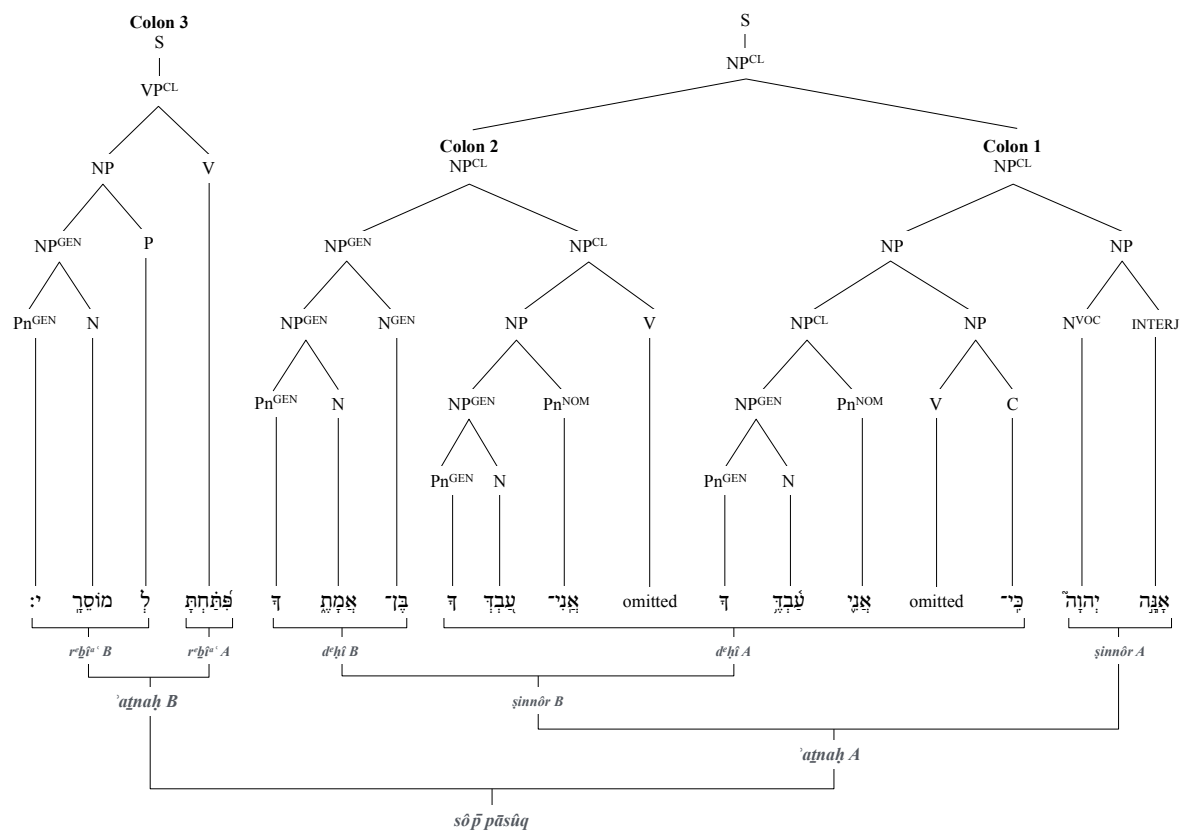 Colon 3 S
S
VP^CL NP^CL
Colon 2 Colon 1
NP V NP^CL NP^CL
NP^GEN P NP^GEN NP^CL NP NP
Pn^GEN N NP^GEN N^GEN NP V NP^CL NP N^VOC INTERJ
Pn^GEN N NP^GEN Pn^NOM NP^GEN Pn^NOM V C
Pn^GEN N Pn^GEN N
אָנָּ֣ה יְהוָה֮ כִּֽי־ omitted אֲנִ֪י עַ֫בְדֶּ֥ ךָ omitted אֲֽנִי־ עַ֭בְדְּ ךָ בֶּן־ אֲמָתֶ֑ ךָ פִּ֝תַּ֗חְתָּ לְ מוֹסֵרָֽ י׃
rᵉḇîᵃʿ B rᵉḇîᵃʿ A dᵉḥî B dᵉḥî A ṣinnôr A
ʾaṯnaḥ B ṣinnôr B
ʾaṯnaḥ A
sôp̄ pāsûq